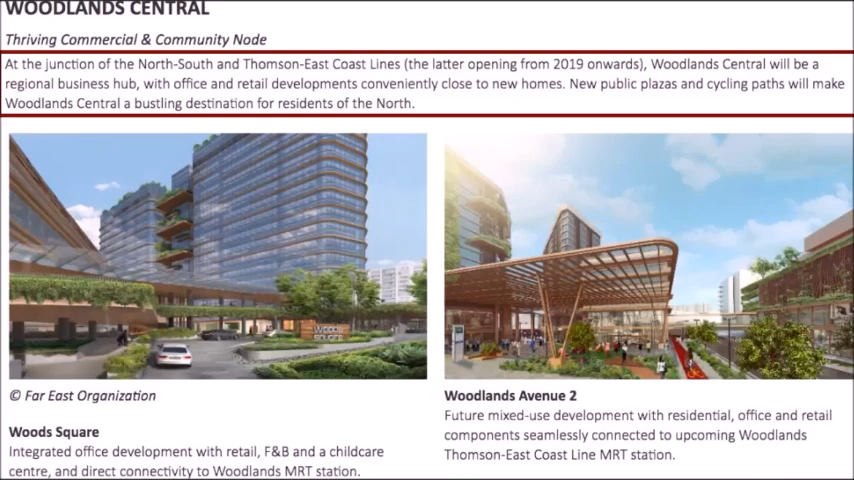 WOODLANDS CENTRAL
Thriving Commercial & Community Node
At the junction of the North-South and Thomson-East Coast Lines (the latter opening from 2019 onwards), Woodlands Central will be a
regional business hub, with office and retail developments conveniently close to new homes. New public plazas and cycling paths will make
Woodlands Central a bustling destination for residents of the North.
© Far East Organization
Woods Square
Integrated office development with retail, F&B and a childcare
centre, and direct connectivity to Woodlands MRT station.
Woodlands Avenue 2
Future mixed-use development with residential, office and retail
components seamlessly connected to upcoming Woodlands
Thomson-East Coast Line MRT station.